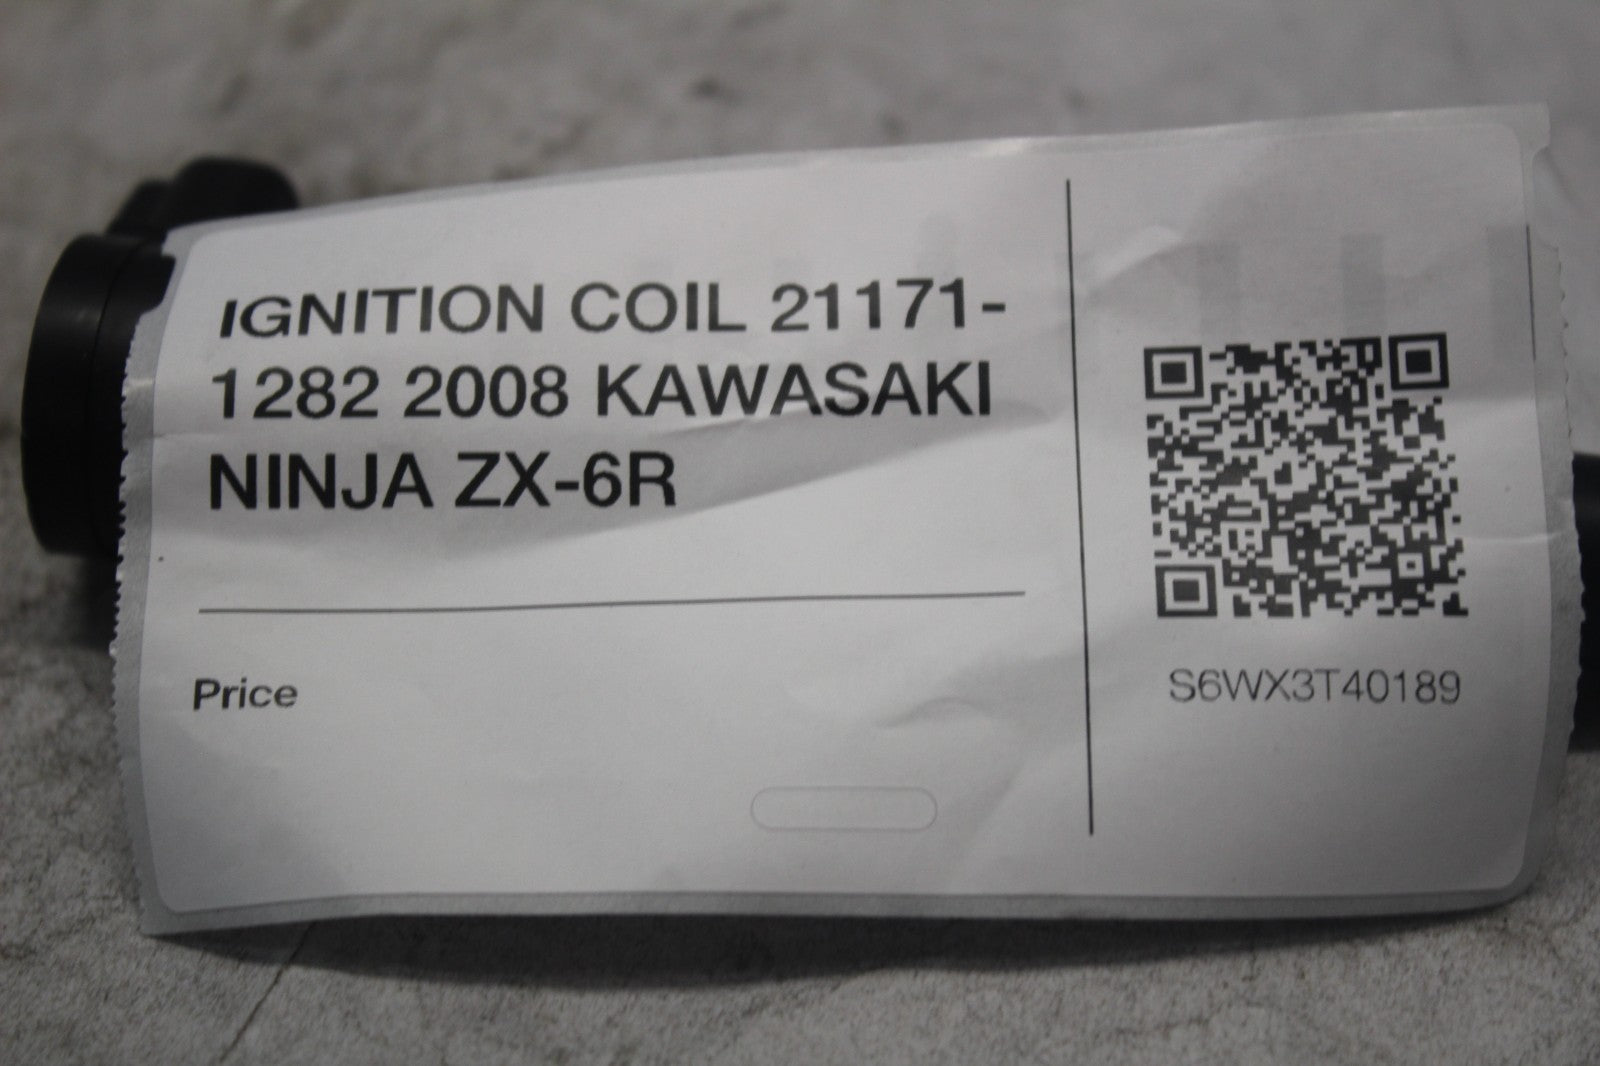 IGNITION COIL 21171-
1282 2008 KAWASAKI
NINJA ZX-6R
Price
S6WX3T40189